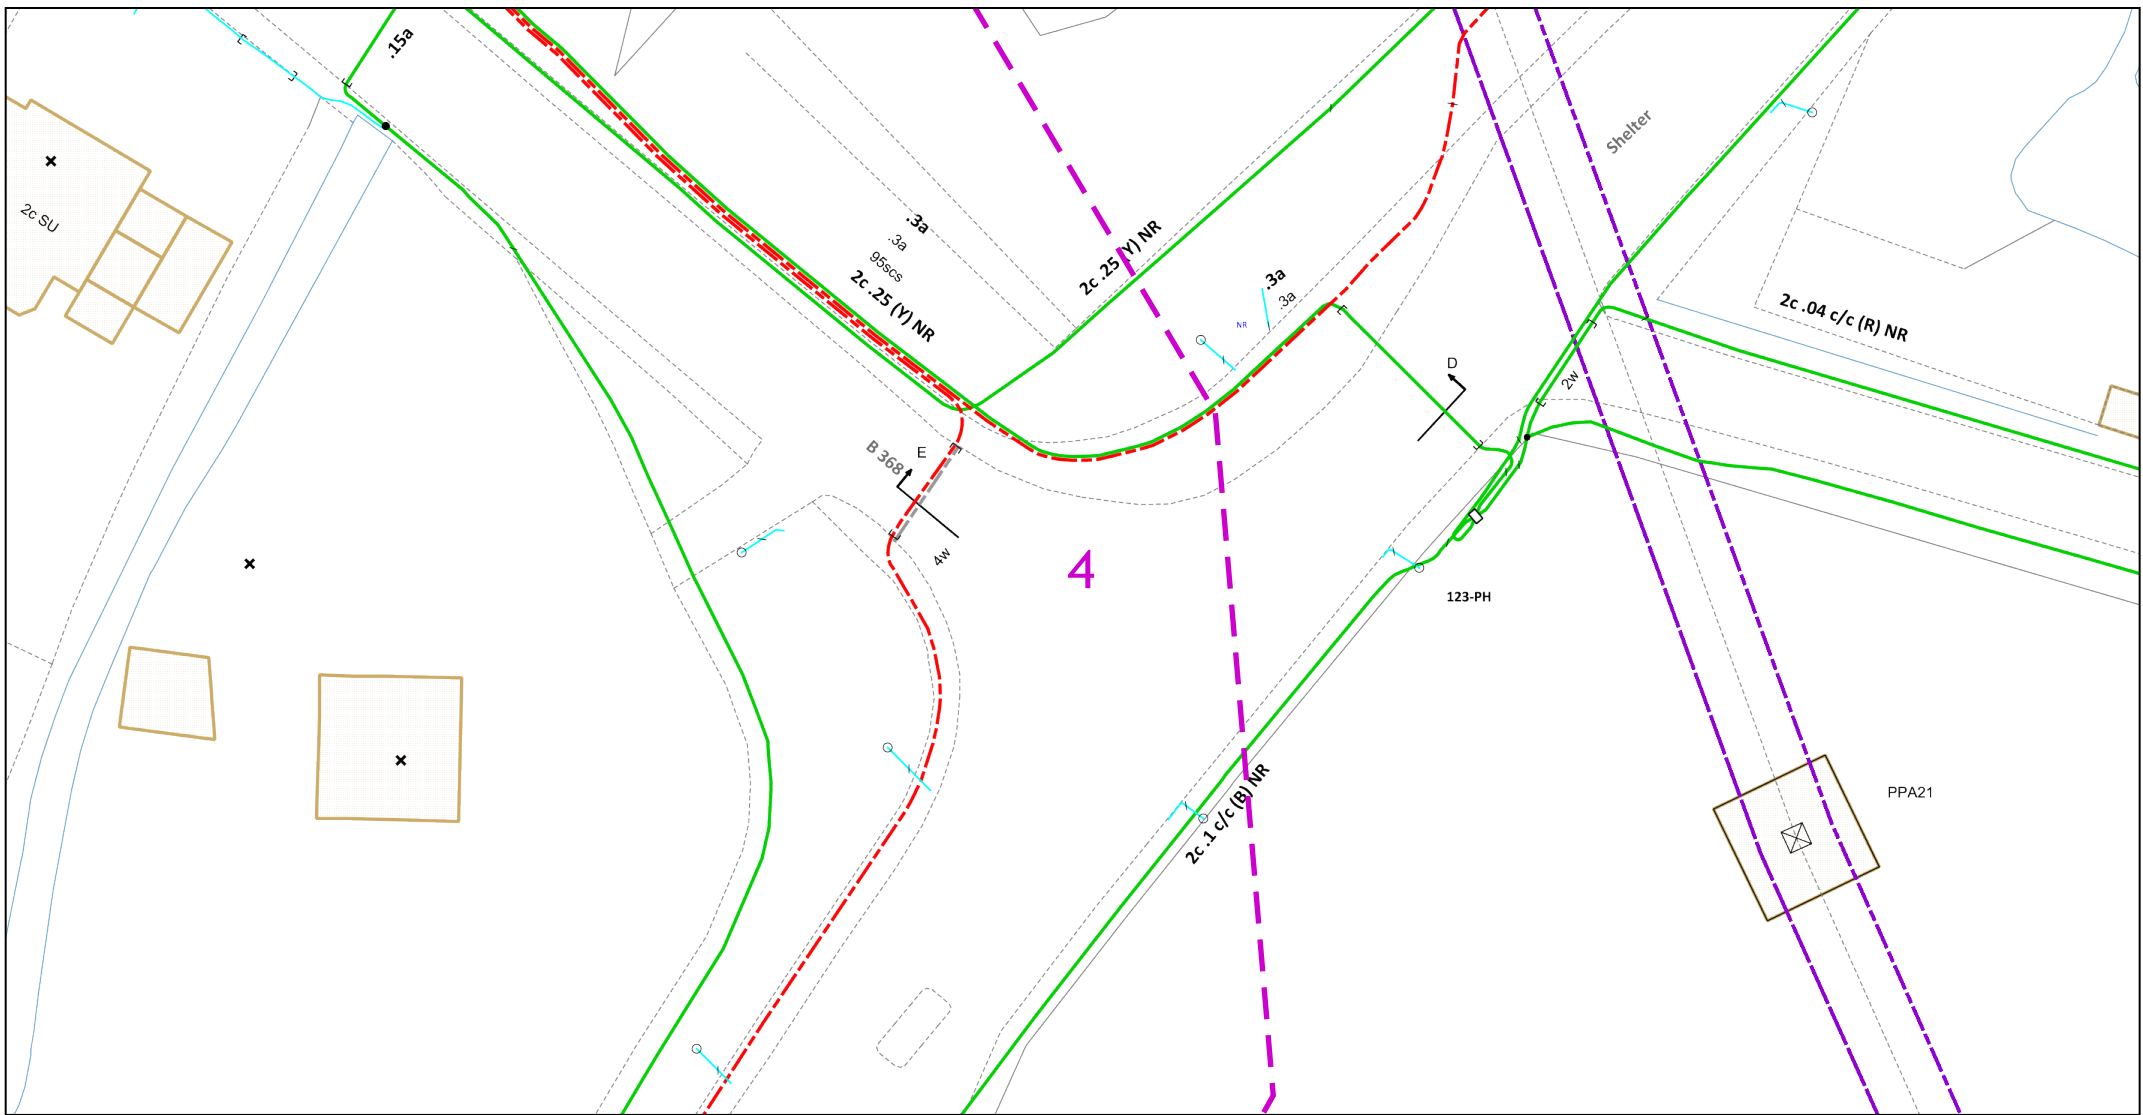 .15a
2c SU
.3a
.3a
95scs
2c .25 (Y) NR
2c .25 (Y) NR
.3a
.3a
NR
Shelter
2c .04 c/c (R) NR
D
2w
B 368
E
4w
4
123-PH
2c .1 c/c (B) NR
PPA21